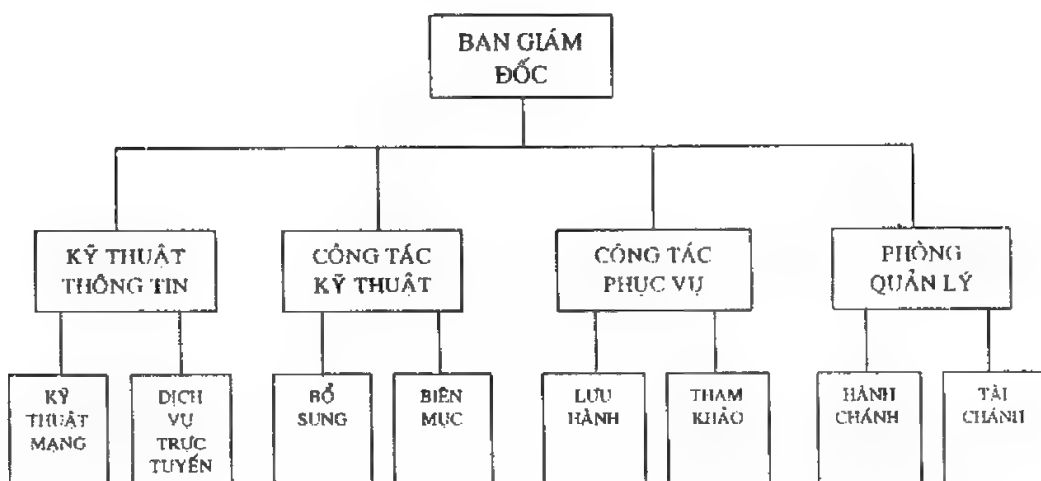 BAN GIÁM
ĐỐC
KỸ THUẬT
THÔNG TIN
CÔNG TÁC
KỸ THUẬT
CÔNG TÁC
PHỤC VỤ
PHÒNG
QUẢN LÝ
KỸ
THUẬT
MẠNG
DỊCH
VỤ
TRỰC
TUYẾN
BỔ
SUNG
BIÊN
MỤC
LƯU
HÀNH
THAM
KHẢO
HÀNH
CHÁNH
TÀI
CHÁNH